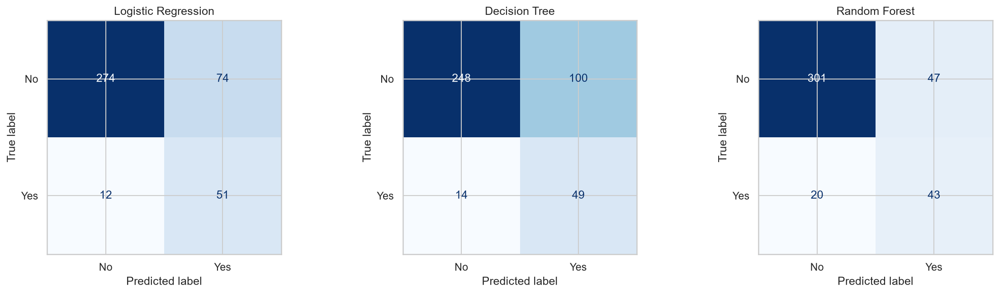 Logistic Regression
True label
No
Yes
274
74
12
51
No
Yes
Predicted label
Decision Tree
True label
No
Yes
248
100
14
49
No
Yes
Predicted label
Random Forest
True label
No
Yes
301
47
20
43
No
Yes
Predicted label